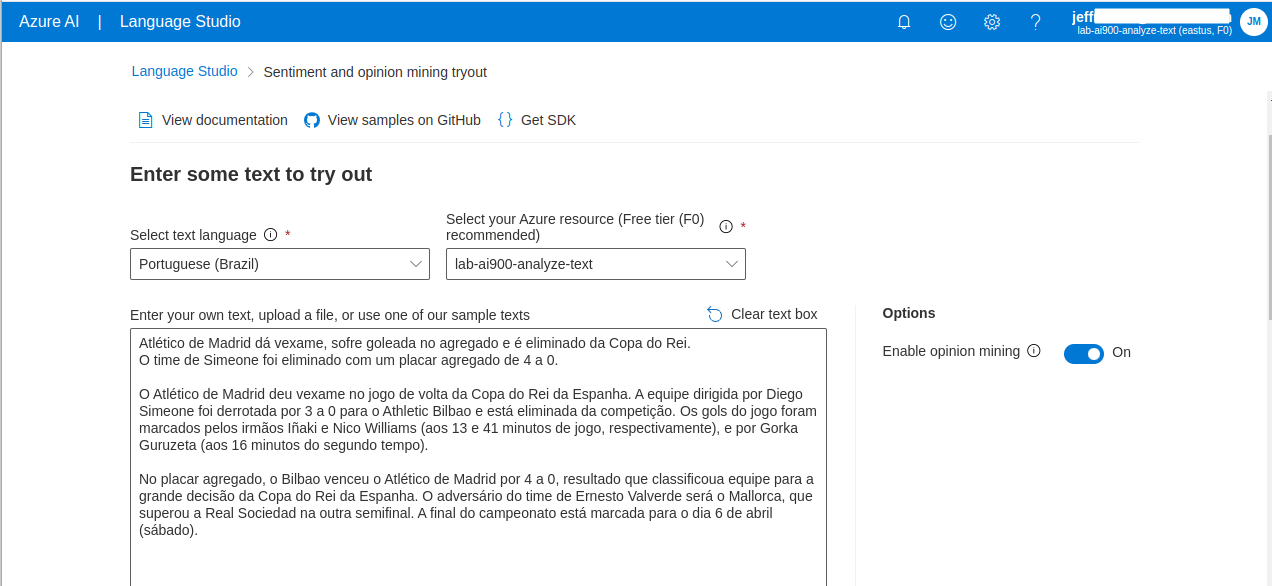 Azure AI | Language Studio
jeff
lab-ai900-analyze-text (eastus, F0)
JM
Language Studio > Sentiment and opinion mining tryout
View documentation View samples on GitHub {} Get SDK
Enter some text to try out
Select text language * 
Select your Azure resource (Free tier (F0)
recommended) *
Portuguese (Brazil)
lab-ai900-analyze-text
Enter your own text, upload a file, or use one of our sample texts
Clear text box
Atlético de Madrid dá vexame, sofre goleada no agregado e é eliminado da Copa do Rei.
O time de Simeone foi eliminado com um placar agregado de 4 a 0.
O Atlético de Madrid deu vexame no jogo de volta da Copa do Rei da Espanha. A equipe dirigida por Diego
Simeone foi derrotada por 3 a 0 para o Athletic Bilbao e está eliminada da competição. Os gols do jogo foram
marcados pelos irmãos Iñaki e Nico Williams (aos 13 e 41 minutos de jogo, respectivamente), e por Gorka
Guruzeta (aos 16 minutos do segundo tempo).
No placar agregado, o Bilbao venceu o Atlético de Madrid por 4 a 0, resultado que classificoua equipe para a
grande decisão da Copa do Rei da Espanha. O adversário do time de Ernesto Valverde será o Mallorca, que
superou a Real Sociedad na outra semifinal. A final do campeonato está marcada para o dia 6 de abril
(sábado).
Options
Enable opinion mining On